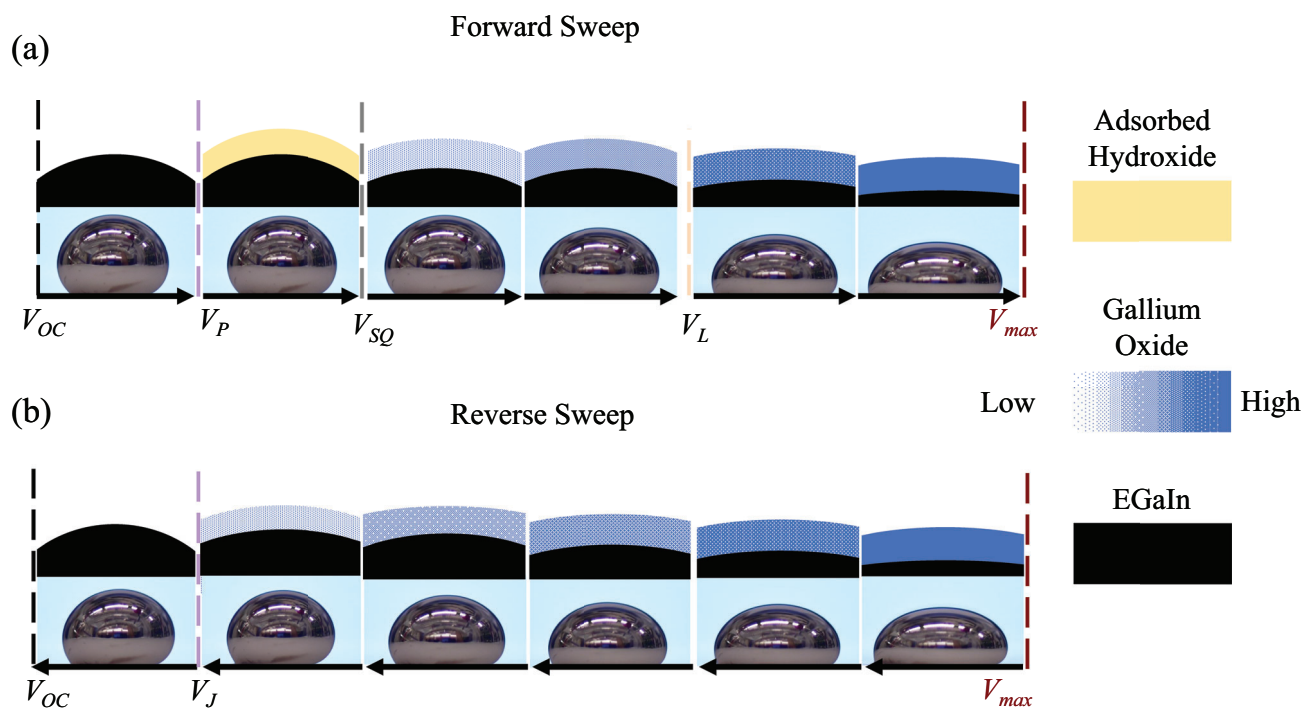 (a)
Forward Sweep
V_OC
V_P
V_SQ
V_L
V_max
(b)
Reverse Sweep
V_OC
V_J
V_max
Adsorbed
Hydroxide
Gallium
Oxide
Low
High
EGaIn